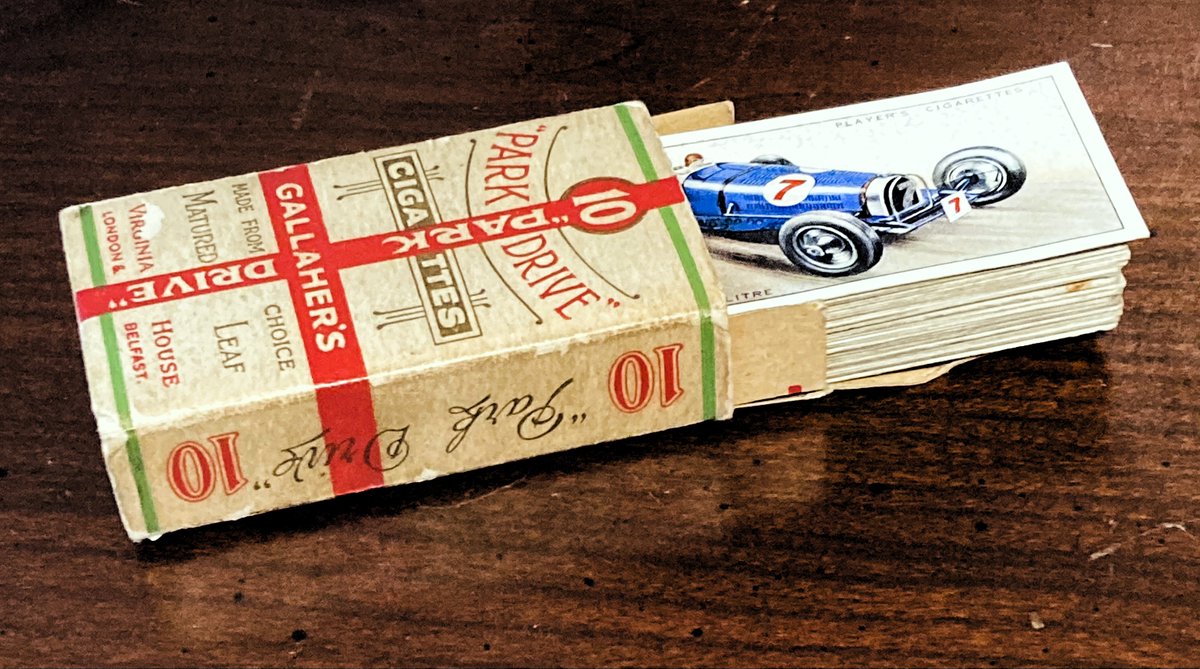 "PARK DRIVE"
10
CIGARETTES
GALLAHER'S
"PARK DRIVE"
MADE FROM CHOICE
MATURED LEAF
VIRGINIA HOUSE
LONDON & BELFAST.
10
"Park Drive"
10
PLAYER'S CIGARETTES
7
7
LITRE